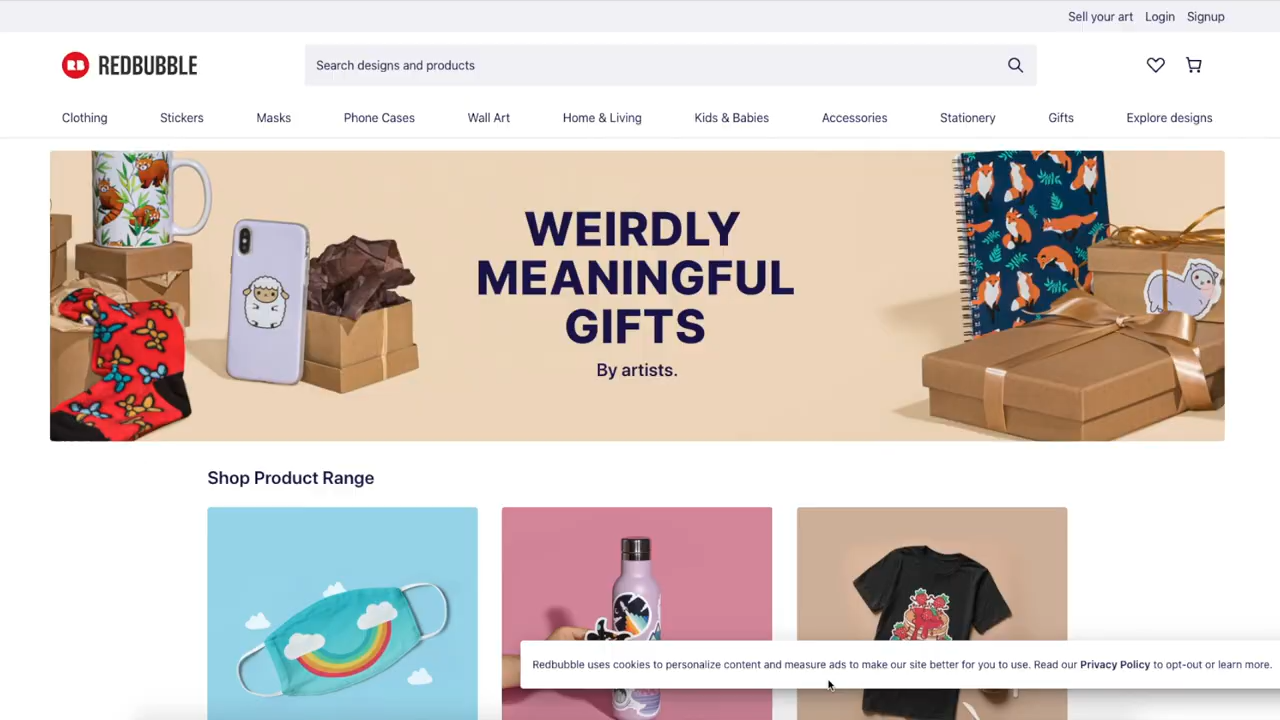 Sell your art Login Signup
RB REDBUBBLE
Search designs and products
Clothing Stickers Masks Phone Cases Wall Art Home & Living Kids & Babies Accessories Stationery Gifts Explore designs
WEIRDLY
MEANINGFUL
GIFTS
By artists.
Shop Product Range
Redbubble uses cookies to personalize content and measure ads to make our site better for you to use. Read our Privacy Policy to opt-out or learn more.